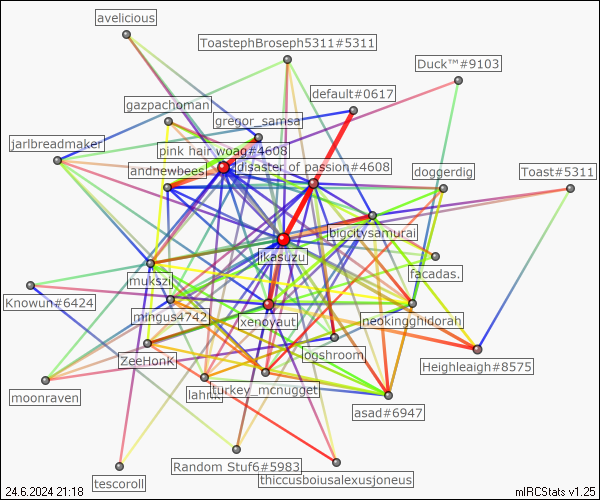 avelicious
ToastephBroseph5311#5311
Duck™#9103
default#0617
gazpachoman
gregor_samsa
jarlbreadmaker
pink hair woag#4608
disaster of passion#4608
andnewbees
doggerdig
Toast#5311
bigcitysamurai
ikasuzu
facadas.
mukszi
Knowun#6424
mingus4742
xenoyaut
neokingghidorah
ogshroom
ZeeHonk
Heighleaigh#8575
turkey_mcnugget
moonraven
asad#6947
Random Stuf6#5983
tescoroll
thiccusboiusalexusjoneus
24.6.2024 21:18
mIRCStats v1.25